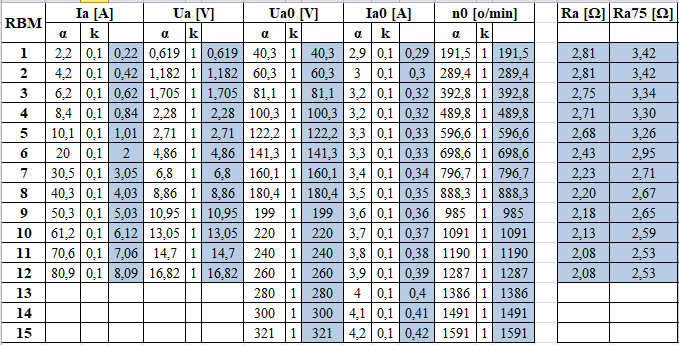 RBM Ia [A] Ua [V] Ua0 [V] Ia0 [A] n0 [o/min] Ra [Ω] Ra75 [Ω]
α k α k α k α k
1 2,2 0,1 0,22 0,619 1 0,619 40,3 1 40,3 2,9 0,1 0,29 191,5 1 191,5 2,81 3,42
2 4,2 0,1 0,42 1,182 1 1,182 60,3 1 60,3 3 0,1 0,3 289,4 1 289,4 2,81 3,42
3 6,2 0,1 0,62 1,705 1 1,705 81,1 1 81,1 3,2 0,1 0,32 392,8 1 392,8 2,75 3,34
4 8,4 0,1 0,84 2,28 1 2,28 100,3 1 100,3 3,2 0,1 0,32 489,8 1 489,8 2,71 3,30
5 10,1 0,1 1,01 2,71 1 2,71 122,2 1 122,2 3,3 0,1 0,33 596,6 1 596,6 2,68 3,26
6 20 0,1 2 4,86 1 4,86 141,3 1 141,3 3,3 0,1 0,33 698,6 1 698,6 2,43 2,95
7 30,5 0,1 3,05 6,8 1 6,8 160,1 1 160,1 3,4 0,1 0,34 796,7 1 796,7 2,23 2,71
8 40,3 0,1 4,03 8,86 1 8,86 180,4 1 180,4 3,5 0,1 0,35 888,3 1 888,3 2,20 2,67
9 50,3 0,1 5,03 10,95 1 10,95 199 1 199 3,6 0,1 0,36 985 1 985 2,18 2,65
10 61,2 0,1 6,12 13,05 1 13,05 220 1 220 3,7 0,1 0,37 1091 1 1091 2,13 2,59
11 70,6 0,1 7,06 14,7 1 14,7 240 1 240 3,8 0,1 0,38 1190 1 1190 2,08 2,53
12 80,9 0,1 8,09 16,82 1 16,82 260 1 260 3,9 0,1 0,39 1287 1 1287 2,08 2,53
13 280 1 280 4 0,1 0,4 1386 1 1386
14 300 1 300 4,1 0,1 0,41 1491 1 1491
15 321 1 321 4,2 0,1 0,42 1591 1 1591